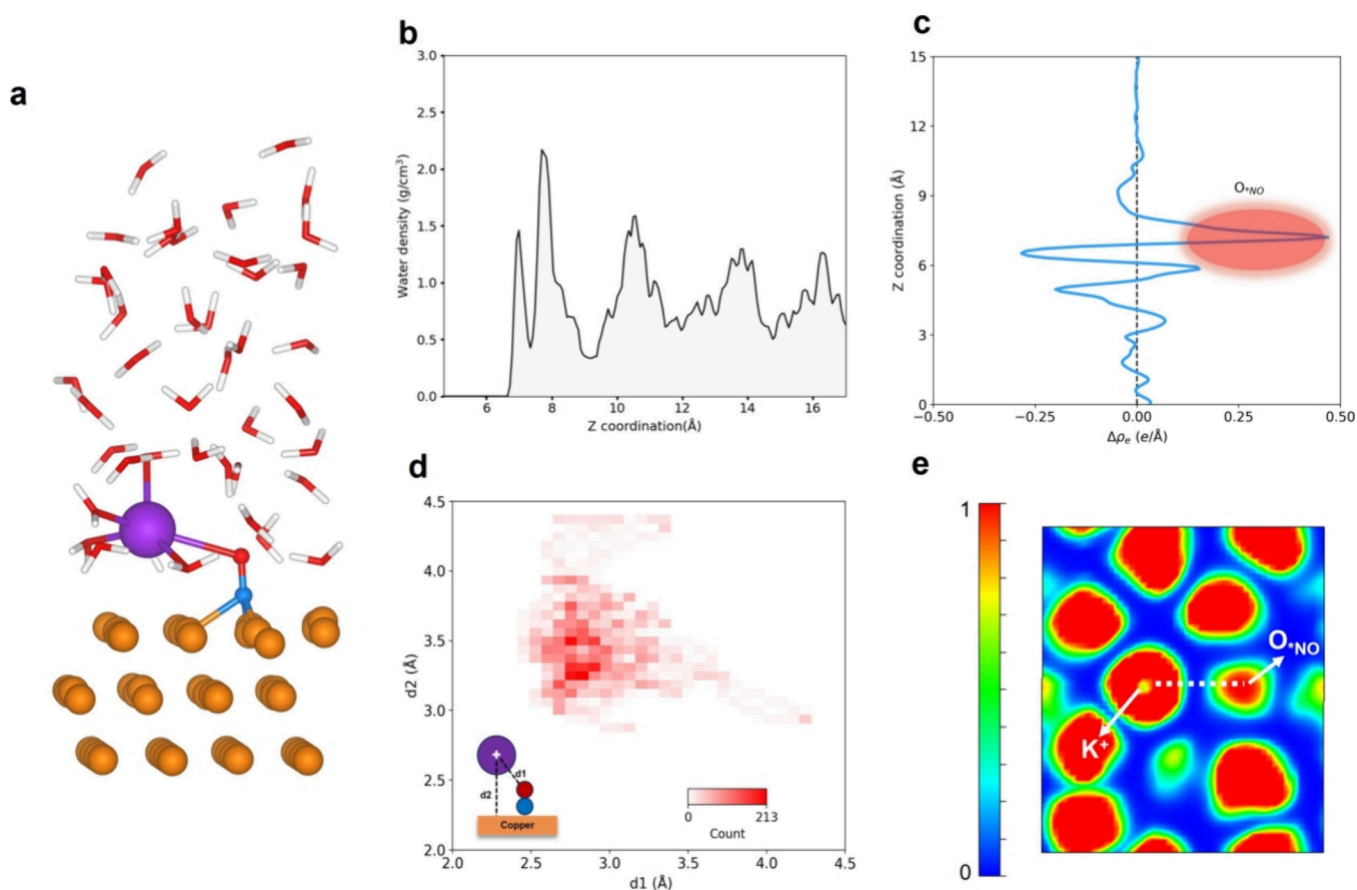 a
b
3.0
2.5
2.0
1.5
1.0
0.5
0.0
Water density (g/cm³)
6 8 10 12 14 16
Z coordination(Å)
c
15
12
9
6
3
0
Z coordination (Å)
O*NO
−0.50 −0.25 0.00 0.25 0.50
Δρe (e/Å)
d
4.5
4.0
3.5
3.0
2.5
2.0
d2 (Å)
d1
d2
Copper
0 213
Count
2.0 2.5 3.0 3.5 4.0 4.5
d1 (Å)
e
1
0
O*NO
K⁺